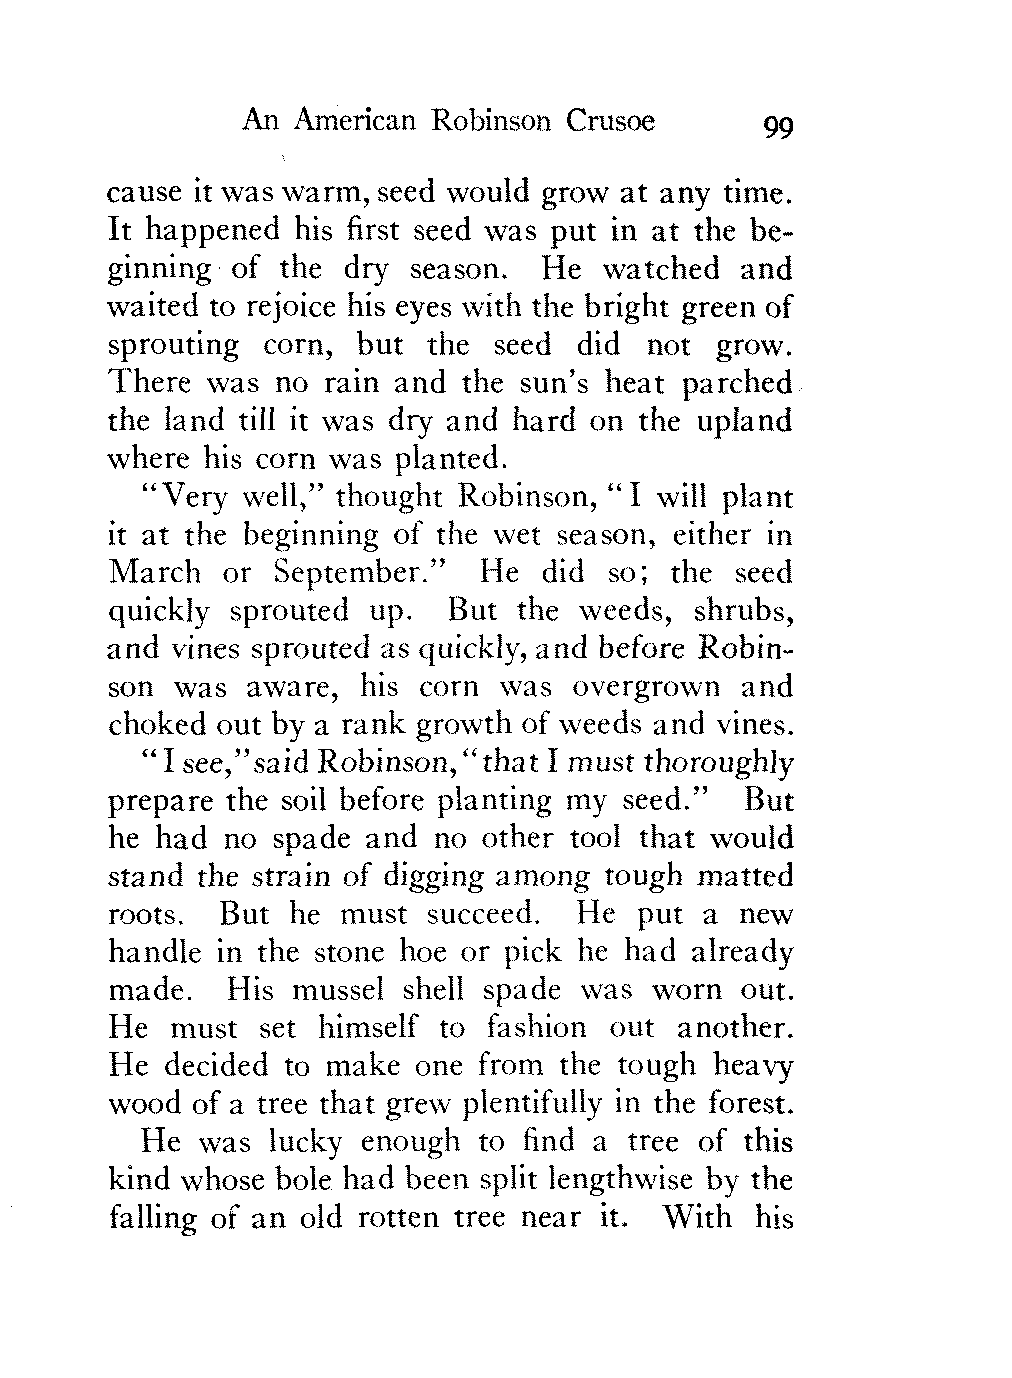 An American Robinson Crusoe 99
cause it was warm, seed would grow at any time.
It happened his first seed was put in at the be-
ginning of the dry season. He watched and
waited to rejoice his eyes with the bright green of
sprouting corn, but the seed did not grow.
There was no rain and the sun's heat parched
the land till it was dry and hard on the upland
where his corn was planted.
"Very well," thought Robinson, "I will plant
it at the beginning of the wet season, either in
March or September." He did so; the seed
quickly sprouted up. But the weeds, shrubs,
and vines sprouted as quickly, and before Robin-
son was aware, his corn was overgrown and
choked out by a rank growth of weeds and vines.
"I see," said Robinson, "that I must thoroughly
prepare the soil before planting my seed." But
he had no spade and no other tool that would
stand the strain of digging among tough matted
roots. But he must succeed. He put a new
handle in the stone hoe or pick he had already
made. His mussel shell spade was worn out.
He must set himself to fashion out another.
He decided to make one from the tough heavy
wood of a tree that grew plentifully in the forest.
He was lucky enough to find a tree of this
kind whose bole had been split lengthwise by the
falling of an old rotten tree near it. With his